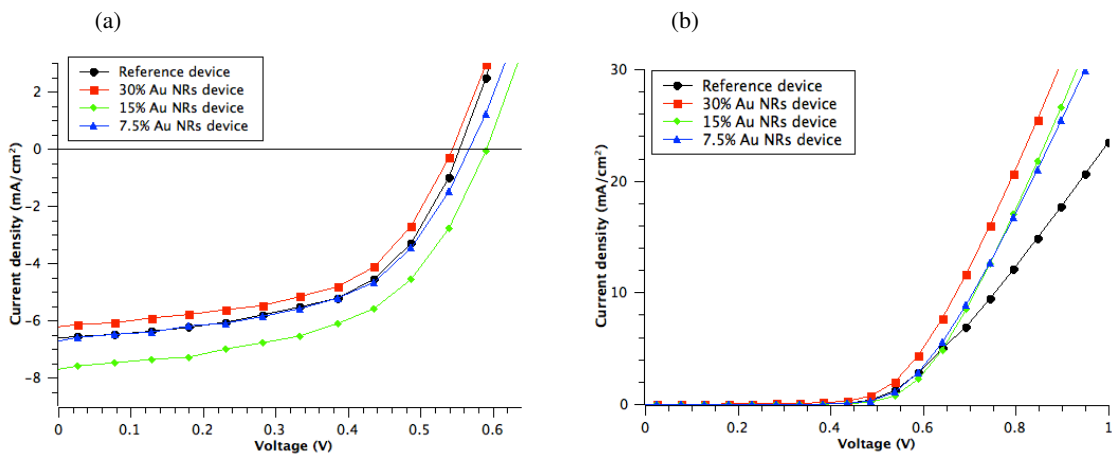 (a)
Reference device
30% Au NRs device
15% Au NRs device
7.5% Au NRs device
2
0
-2
-4
-6
-8
0
0.1
0.2
0.3
0.4
0.5
0.6
Current density (mA/cm²)
Voltage (V)
(b)
Reference device
30% Au NRs device
15% Au NRs device
7.5% Au NRs device
30
20
10
0
0
0.2
0.4
0.6
0.8
1
Current density (mA/cm²)
Voltage (V)